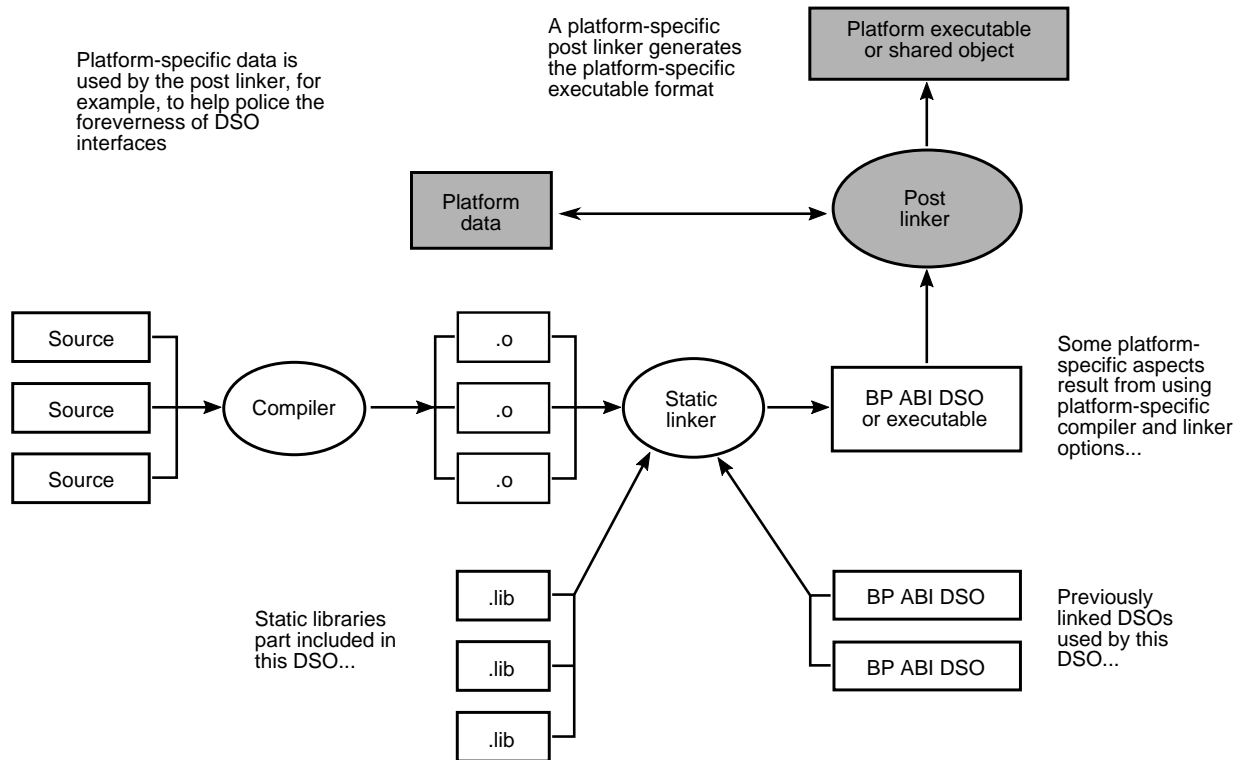 Platform-specific data is
used by the post linker, for
example, to help police the
foreverness of DSO
interfaces
A platform-specific
post linker generates
the platform-specific
executable format
Platform executable
or shared object
Platform
data
Post
linker
Source
Source
Source
Compiler
.o
.o
.o
Static
linker
BP ABI DSO
or executable
Some platform-
specific aspects
result from using
platform-specific
compiler and linker
options...
Static libraries
part included in
this DSO...
.lib
.lib
.lib
BP ABI DSO
BP ABI DSO
Previously
linked DSOs
used by this
DSO...